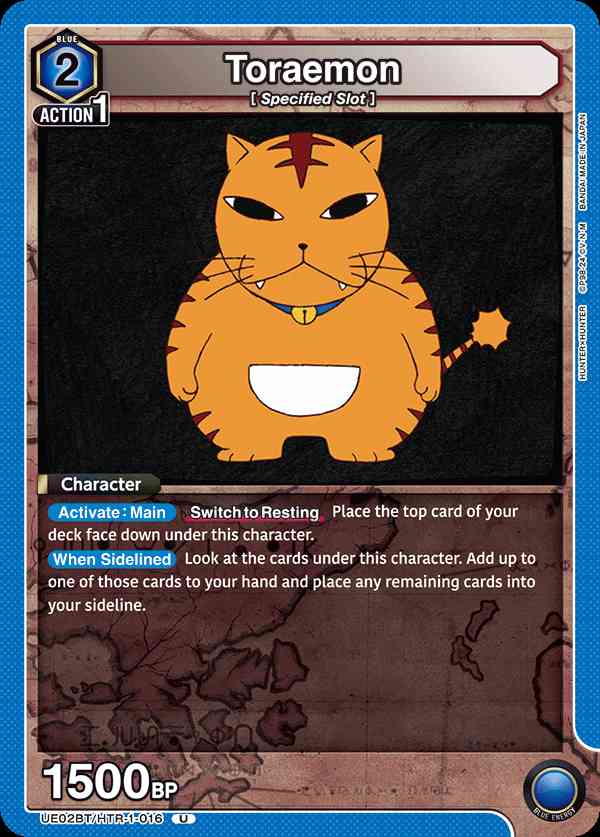 BLUE
2
Toraemon
[ Specified Slot ]
ACTION 1
HUNTER×HUNTER ©P98-24 ©V·N·M BANDAI MADE IN JAPAN
Character
Activate: Main Switch to Resting Place the top card of your
deck face down under this character.
When Sidelined Look at the cards under this character. Add up to
one of those cards to your hand and place any remaining cards into
your sideline.
1500BP
UE02BT/HTR-1-016 U
BLUE ENERGY